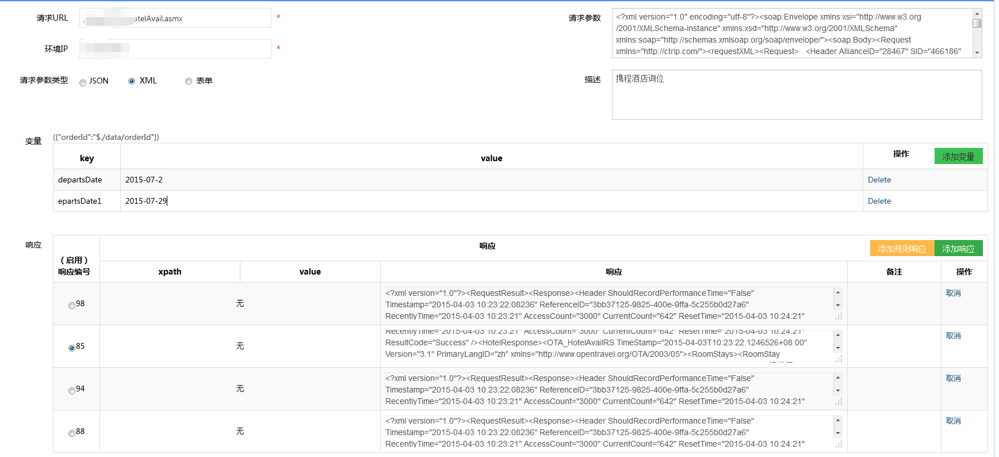 请求URL
otelAvail.asmx
*
环境IP
*
请求参数类型
JSON
XML
表单
请求参数
<?xml version="1.0" encoding="utf-8"?><soap:Envelope xmlns:xsi="http://www.w3.org
/2001/XMLSchema-instance" xmlns:xsd="http://www.w3.org/2001/XMLSchema"
xmlns:soap="http://schemas.xmlsoap.org/soap/envelope/"><soap:Body><Request
xmlns="http://ctrip.com/"><requestXML><Request> <Header AllianceID="28467" SID="466186"
描述
携程酒店询位
变量
({"orderId":"$./data/orderId"})
key
value
操作
添加变量
departsDate
2015-07-2
Delete
epartsDate1
2015-07-29
Delete
响应
(启用)
响应编号
响应
添加规则响应
添加响应
xpath
value
响应
备注
操作
98
无
<?xml version="1.0"?><RequestResult><Response><Header ShouldRecordPerformanceTime="False"
Timestamp="2015-04-03 10:23:22:08236" ReferenceID="3bb37125-9825-400e-9ffa-5c255b0d27a6"
RecentlyTime="2015-04-03 10:23:21" AccessCount="3000" CurrentCount="642" ResetTime="2015-04-03 10:24:21"
取消
85
无
RecentlyTime="2015-04-03 10:23:21" AccessCount="3000" CurrentCount="642" ResetTime="2015-04-03 10:24:21"
ResultCode="Success" /><HotelResponse><OTA_HotelAvailRS TimeStamp="2015-04-03T10:23:22.1246526+08:00"
Version="3.1" PrimaryLangID="zh" xmlns="http://www.opentravel.org/OTA/2003/05"><RoomStays><RoomStay
取消
94
无
<?xml version="1.0"?><RequestResult><Response><Header ShouldRecordPerformanceTime="False"
Timestamp="2015-04-03 10:23:22:08236" ReferenceID="3bb37125-9825-400e-9ffa-5c255b0d27a6"
RecentlyTime="2015-04-03 10:23:21" AccessCount="3000" CurrentCount="642" ResetTime="2015-04-03 10:24:21"
取消
88
无
<?xml version="1.0"?><RequestResult><Response><Header ShouldRecordPerformanceTime="False"
Timestamp="2015-04-03 10:23:22:08236" ReferenceID="3bb37125-9825-400e-9ffa-5c255b0d27a6"
RecentlyTime="2015-04-03 10:23:21" AccessCount="3000" CurrentCount="642" ResetTime="2015-04-03 10:24:21"
取消